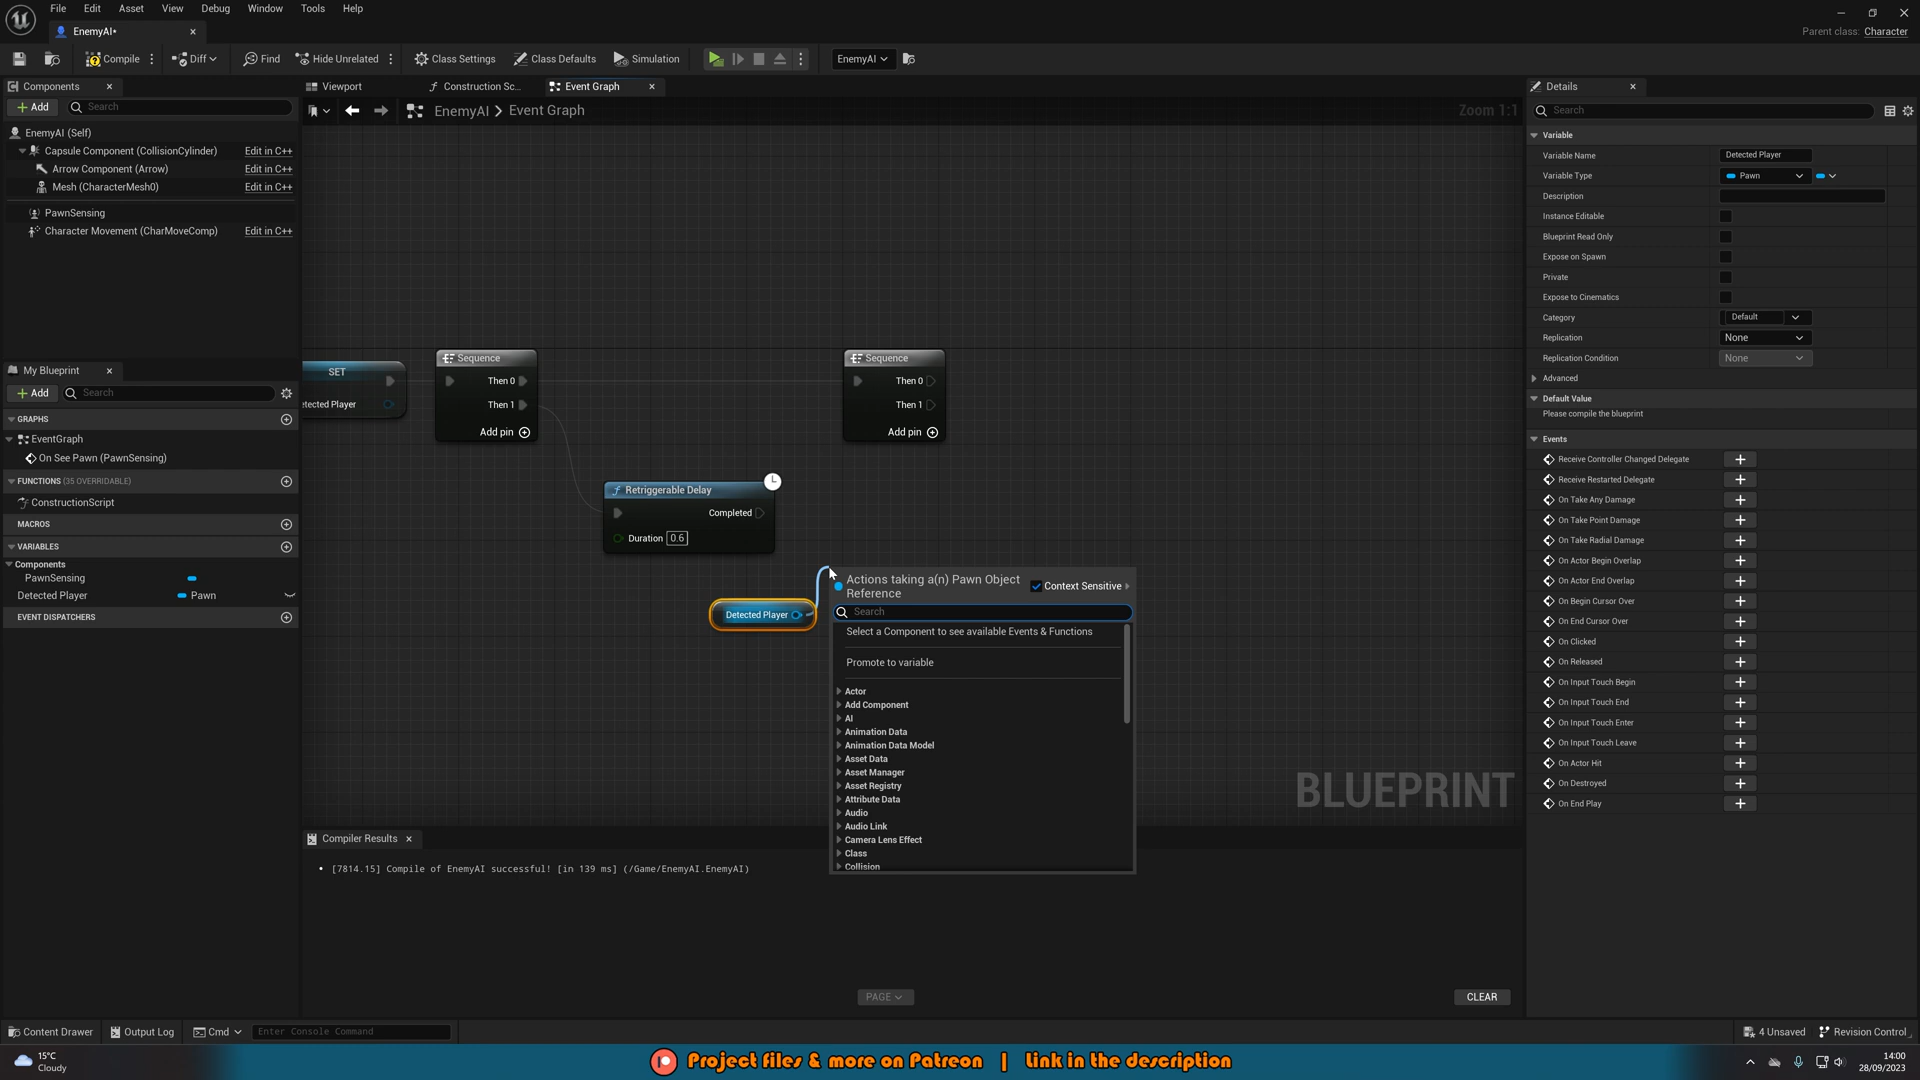 File Edit Asset View Debug Window Tools Help
EnemyAI*
Parent class: Character
Compile Diff Find Hide Unrelated Class Settings Class Defaults Simulation EnemyAI
Components
Add Search
EnemyAI (Self)
Capsule Component (CollisionCylinder) Edit in C++
Arrow Component (Arrow) Edit in C++
Mesh (CharacterMesh0) Edit in C++
PawnSensing
Character Movement (CharMoveComp) Edit in C++
My Blueprint
Add Search
GRAPHS
EventGraph
On See Pawn (PawnSensing)
FUNCTIONS (35 OVERRIDABLE)
ConstructionScript
MACROS
VARIABLES
Components
PawnSensing
Detected Player Pawn
EVENT DISPATCHERS
Viewport Construction Sc... Event Graph
EnemyAI > Event Graph Zoom 1:1
SET
etected Player
Sequence
Then 0
Then 1
Add pin
Sequence
Then 0
Then 1
Add pin
Retriggerable Delay
Completed
Duration 0.6
Detected Player
Actions taking a(n) Pawn Object
Reference
Context Sensitive
Search
Select a Component to see available Events & Functions
Promote to variable
Actor
Add Component
AI
Animation Data
Animation Data Model
Asset Data
Asset Manager
Asset Registry
Attribute Data
Audio
Audio Link
Camera Lens Effect
Class
Collision
BLUEPRINT
Compiler Results
[7814.15] Compile of EnemyAI successful! [in 139 ms] (/Game/EnemyAI.EnemyAI)
PAGE
CLEAR
Details
Search
Variable
Variable Name Detected Player
Variable Type Pawn
Description
Instance Editable
Blueprint Read Only
Expose on Spawn
Private
Expose to Cinematics
Category Default
Replication None
Replication Condition None
Advanced
Default Value
Please compile the blueprint
Events
Receive Controller Changed Delegate
Receive Restarted Delegate
On Take Any Damage
On Take Point Damage
On Take Radial Damage
On Actor Begin Overlap
On Actor End Overlap
On Begin Cursor Over
On End Cursor Over
On Clicked
On Released
On Input Touch Begin
On Input Touch End
On Input Touch Enter
On Input Touch Leave
On Actor Hit
On Destroyed
On End Play
Content Drawer Output Log Cmd Enter Console Command
4 Unsaved Revision Control
15°C
Cloudy
Project files & more on Patreon | Link in the description
14:00
28/09/2023